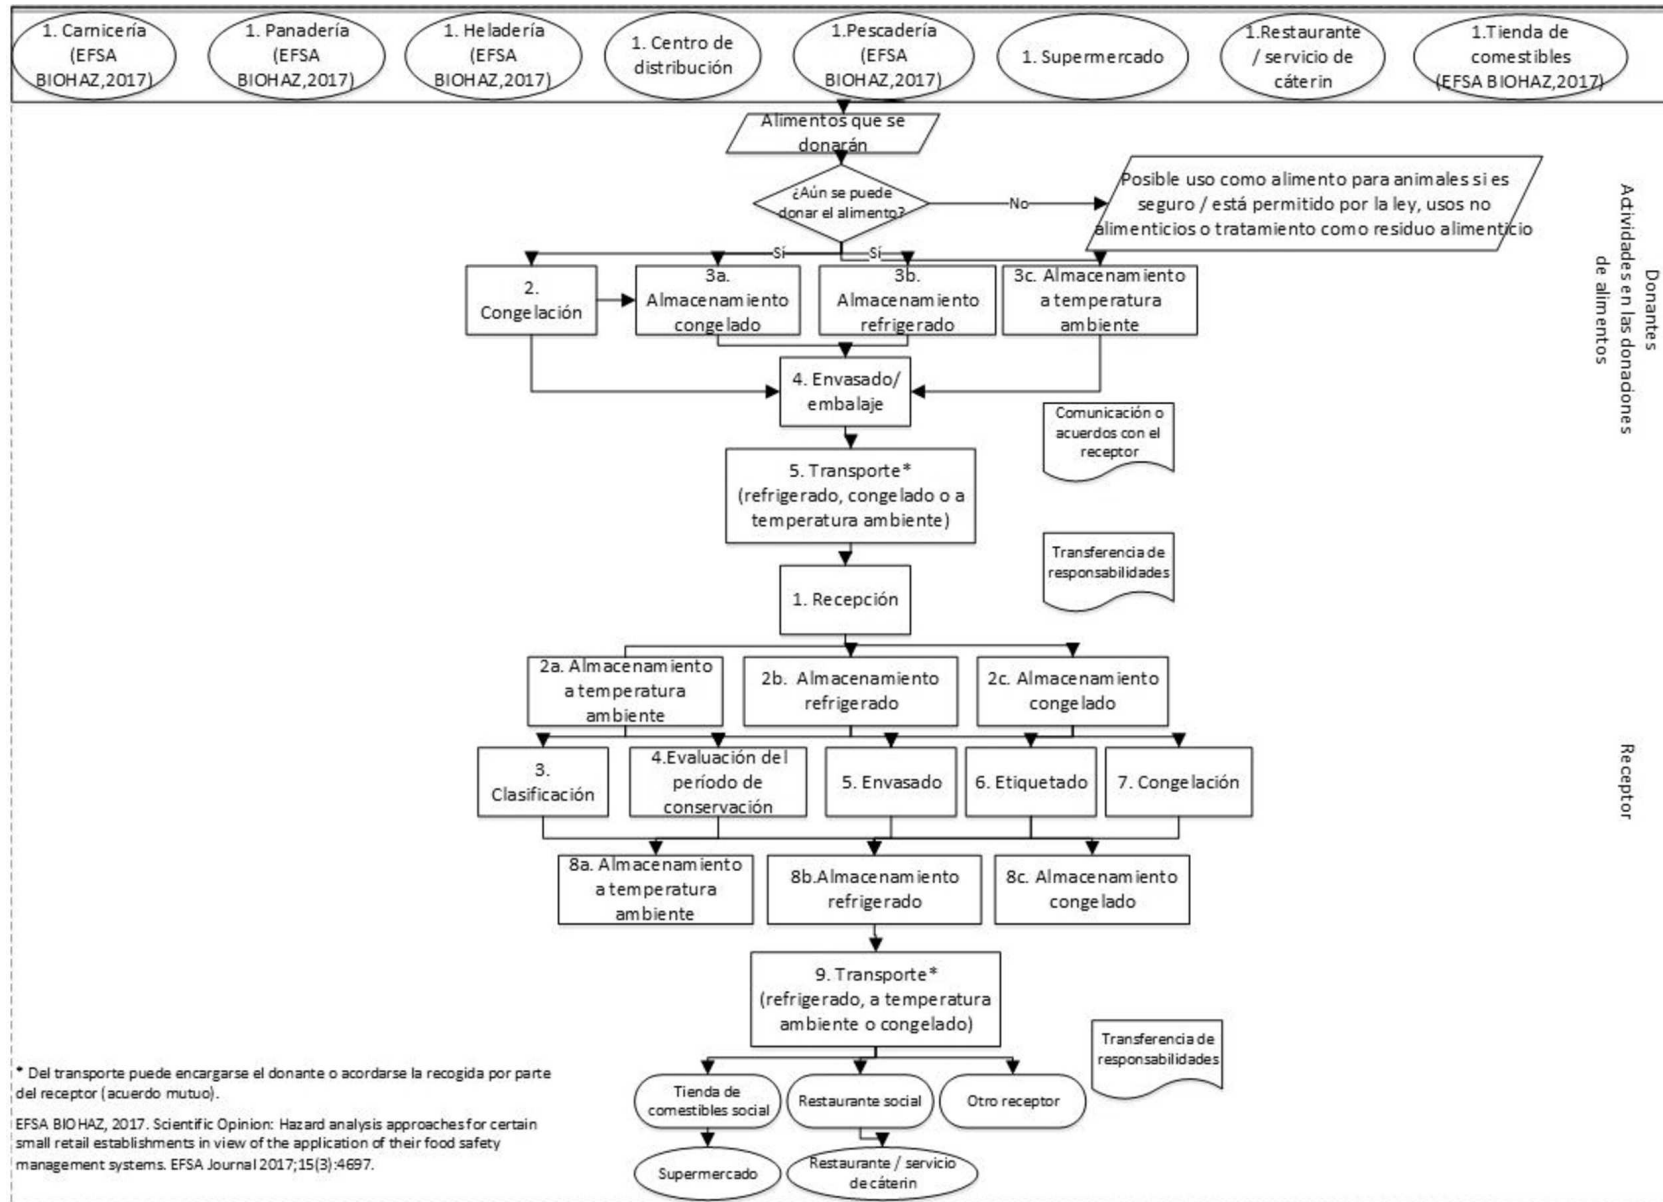 1. Carnicería
(EFSA
BIOHAZ,2017)
1. Panadería
(EFSA
BIOHAZ,2017)
1. Heladería
(EFSA
BIOHAZ,2017)
1. Centro de
distribución
1.Pescadería
(EFSA
BIOHAZ,2017)
1. Supermercado
1.Restaurante
/ servicio de
cáterin
1.Tienda de
comestibles
(EFSA BIOHAZ,2017)
Alimentos que se
donarán
¿Aún se puede
donar el alimento?
No
Posible uso como alimento para animales si es
seguro / está permitido por la ley, usos no
alimenticios o tratamiento como residuo alimenticio
Sí
Sí
2.
Congelación
3a.
Almacenamiento
congelado
3b.
Almacenamiento
refrigerado
3c. Almacenamiento
a temperatura
ambiente
Donantes
Actividades en las donaciones
de alimentos
4. Envasado/
embalaje
Comunicación o
acuerdos con el
receptor
5. Transporte*
(refrigerado, congelado o a
temperatura ambiente)
Transferencia de
responsabilidades
1. Recepción
2a. Almacenamiento
a temperatura
ambiente
2b. Almacenamiento
refrigerado
2c. Almacenamiento
congelado
Receptor
3.
Clasificación
4.Evaluación del
período de
conservación
5. Envasado
6. Etiquetado
7. Congelación
8a. Almacenamiento
a temperatura
ambiente
8b.Almacenamiento
refrigerado
8c. Almacenamiento
congelado
9. Transporte*
(refrigerado, a temperatura
ambiente o congelado)
Transferencia de
responsabilidades
Tienda de
comestibles social
Restaurante social
Otro receptor
Supermercado
Restaurante / servicio
de cáterin
* Del transporte puede encargarse el donante o acordarse la recogida por parte
del receptor (acuerdo mutuo).
EFSA BIOHAZ, 2017. Scientific Opinion: Hazard analysis approaches for certain
small retail establishments in view of the application of their food safety
management systems. EFSA Journal 2017;15(3):4697.